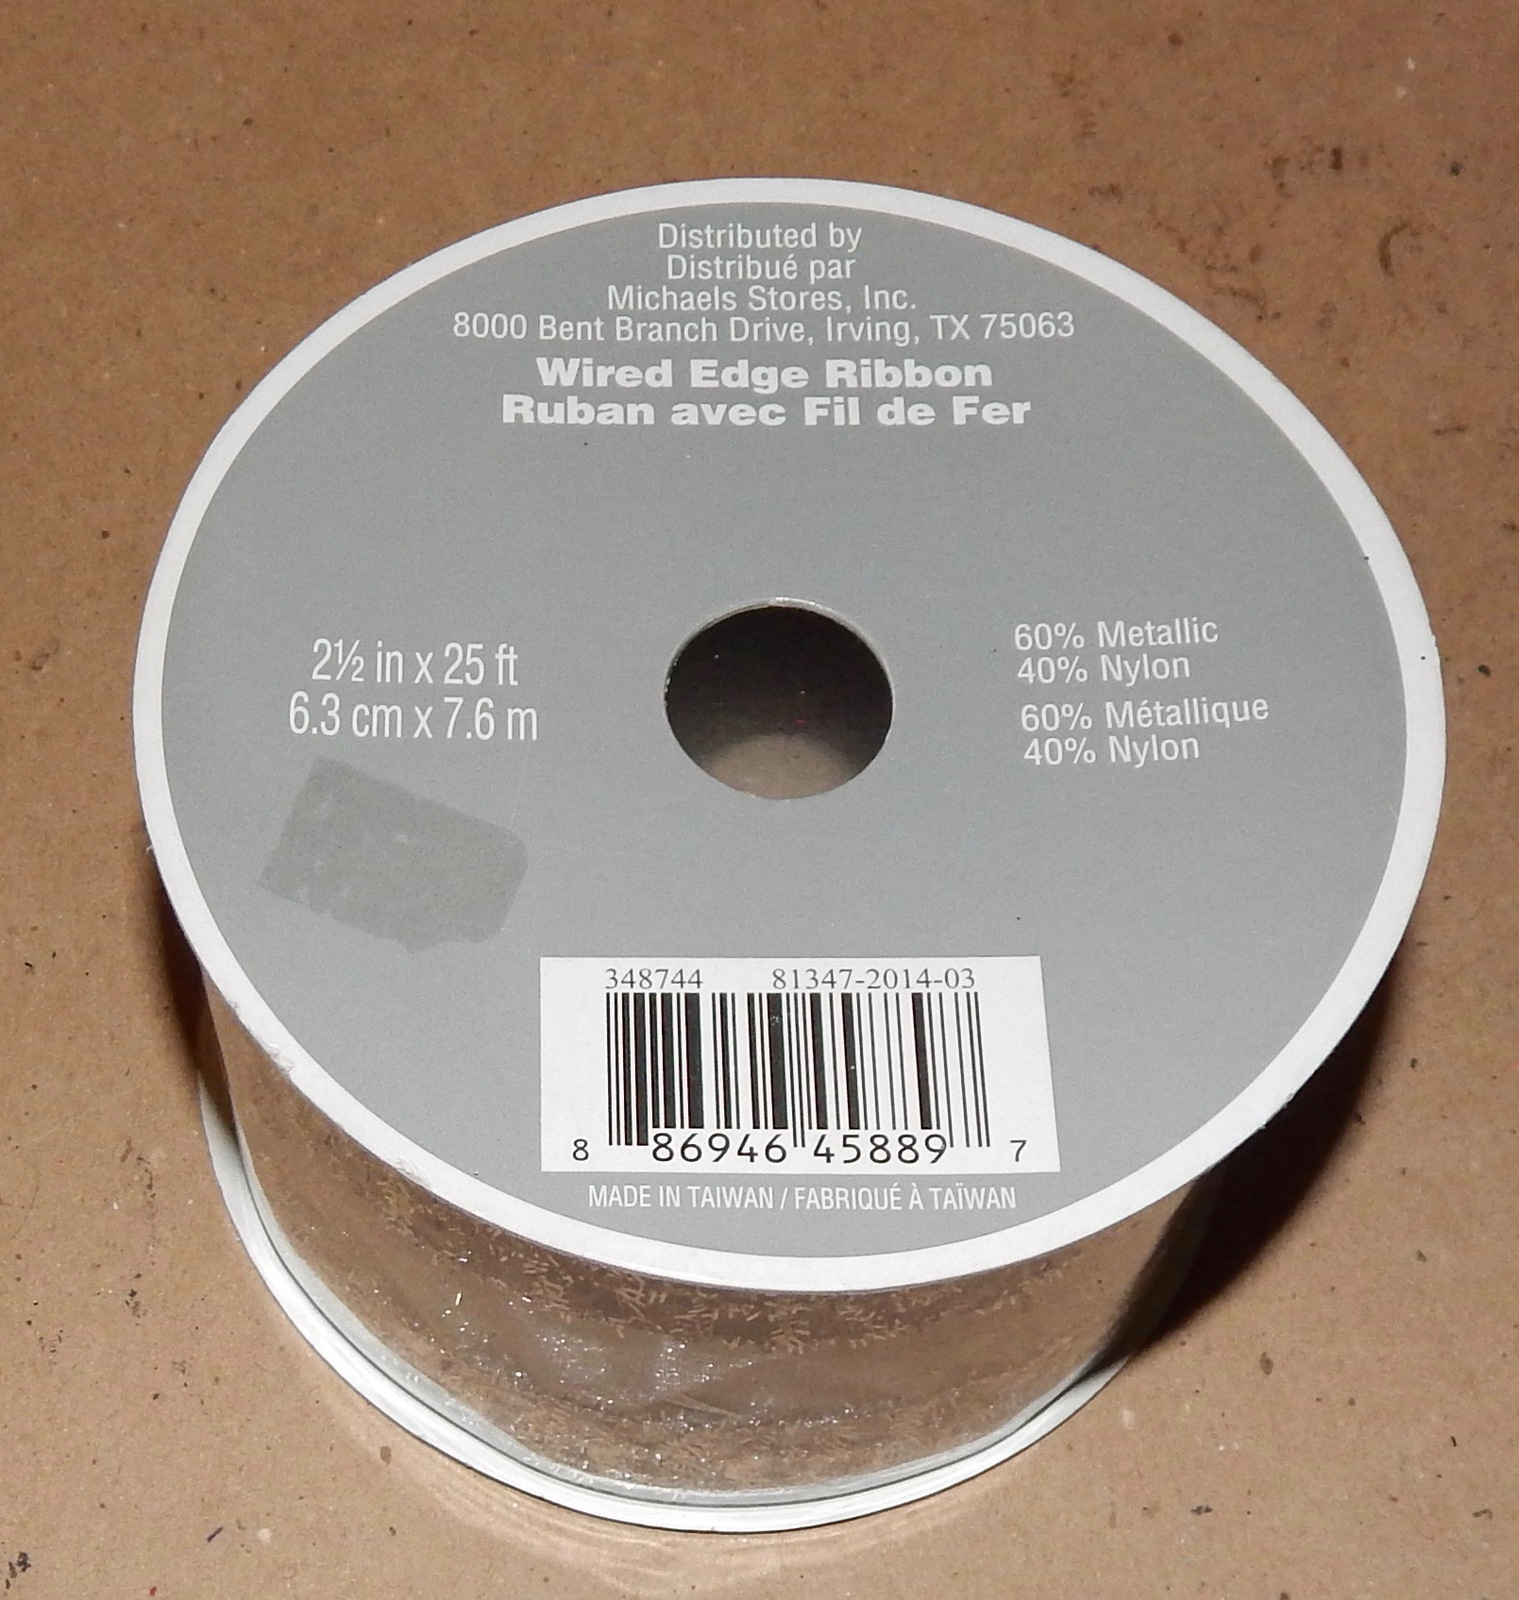 Distributed by
Distribué par
Michaels Stores, Inc.
8000 Bent Branch Drive, Irving, TX 75063
Wired Edge Ribbon
Ruban avec Fil de Fer
2½ in x 25 ft
6.3 cm x 7.6 m
60% Metallic
40% Nylon
60% Métallique
40% Nylon
348744 81347-2014-03
8 86946 45889 7
MADE IN TAIWAN / FABRIQUÉ À TAÏWAN